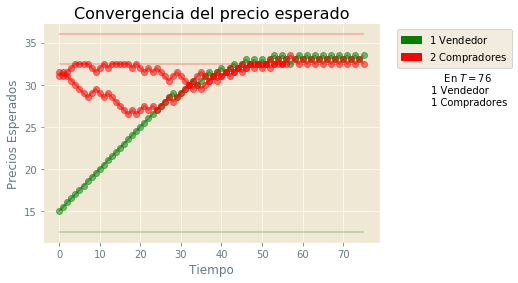 Convergencia del precio esperado
Precios Esperados
35
30
25
20
15
0 10 20 30 40 50 60 70
Tiempo
1 Vendedor
2 Compradores
En T = 76
1 Vendedor
1 Compradores